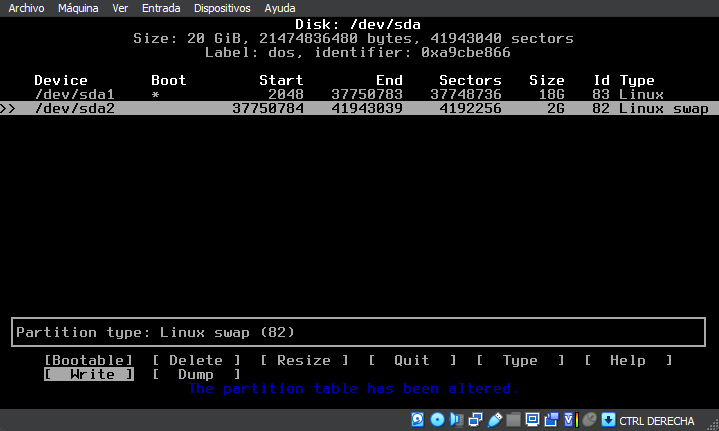 Archivo Máquina Ver Entrada Dispositivos Ayuda
Disk: /dev/sda
Size: 20 GiB, 21474836480 bytes, 41943040 sectors
Label: dos, identifier: 0xa9cbe866
Device Boot Start End Sectors Size Id Type
/dev/sda1 * 2048 37750783 37748736 18G 83 Linux
>> /dev/sda2 37750784 41943039 4192256 2G 82 Linux swap
Partition type: Linux swap (82)
[Bootable] [ Delete ] [ Resize ] [ Quit ] [ Type ] [ Help ]
[ Write ] [ Dump ]
The partition table has been altered.
CTRL DERECHA